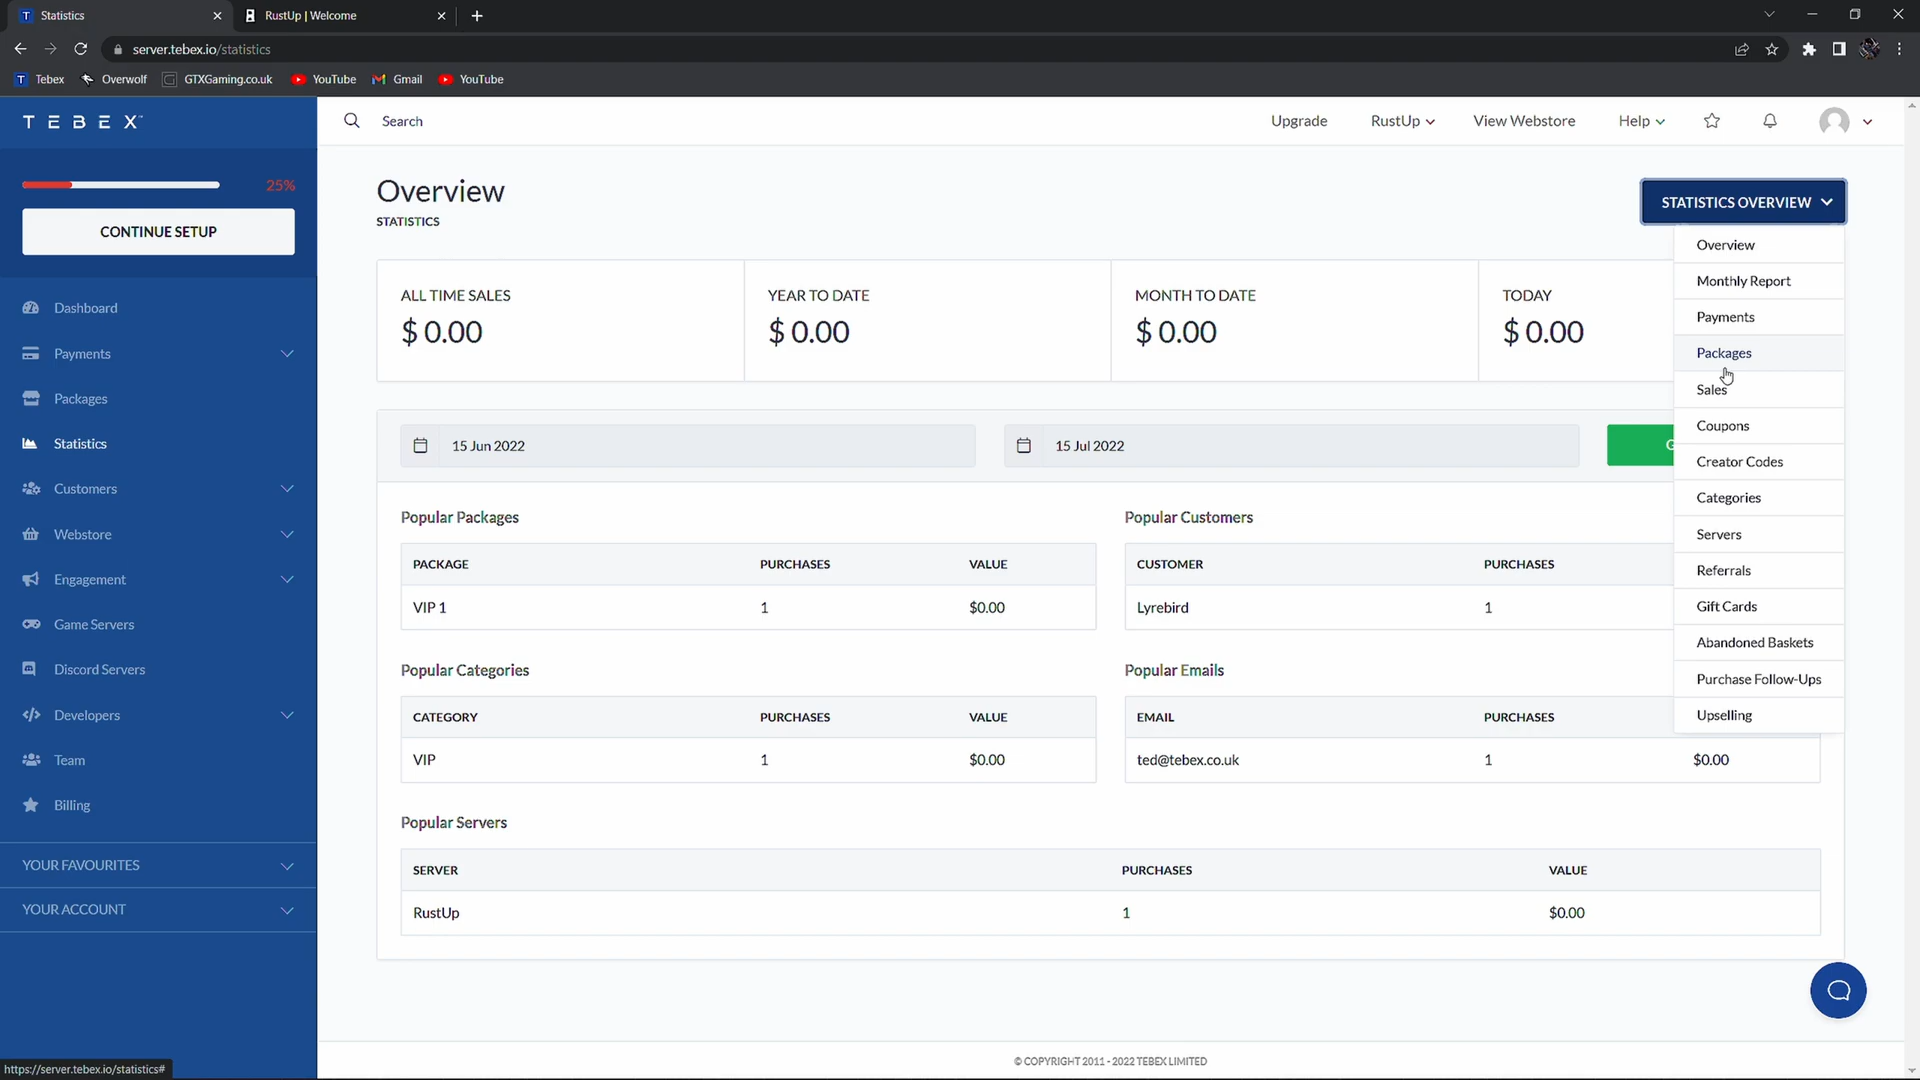 Statistics
RustUp | Welcome
server.tebex.io/statistics
Tebex
Overwolf
GTXGaming.co.uk
YouTube
Gmail
YouTube
TEBEX
Search
Upgrade
RustUp
View Webstore
Help
25%
CONTINUE SETUP
Dashboard
Payments
Packages
Statistics
Customers
Webstore
Engagement
Game Servers
Discord Servers
Developers
Team
Billing
YOUR FAVOURITES
YOUR ACCOUNT
Overview
STATISTICS
STATISTICS OVERVIEW
Overview
Monthly Report
Payments
Packages
Sales
Coupons
Creator Codes
Categories
Servers
Referrals
Gift Cards
Abandoned Baskets
Purchase Follow-Ups
Upselling
ALL TIME SALES
$ 0.00
YEAR TO DATE
$ 0.00
MONTH TO DATE
$ 0.00
TODAY
$ 0.00
15 Jun 2022
15 Jul 2022
Popular Packages
PACKAGE PURCHASES VALUE
VIP 1 1 $0.00
Popular Customers
CUSTOMER PURCHASES
Lyrebird 1
Popular Categories
CATEGORY PURCHASES VALUE
VIP 1 $0.00
Popular Emails
EMAIL PURCHASES
ted@tebex.co.uk 1 $0.00
Popular Servers
SERVER PURCHASES VALUE
RustUp 1 $0.00
© COPYRIGHT 2011 - 2022 TEBEX LIMITED
https://server.tebex.io/statistics#